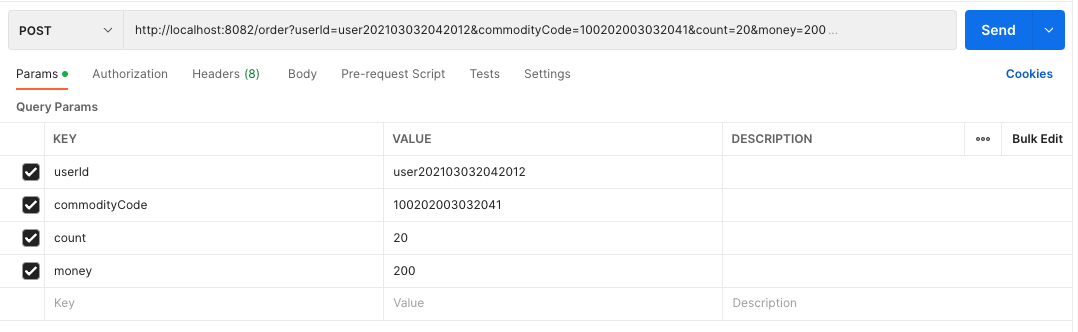 POST http://localhost:8082/order?userId=user202103032042012&commodityCode=100202003032041&count=20&money=200 ... Send
Params Authorization Headers (8) Body Pre-request Script Tests Settings Cookies
Query Params
KEY VALUE DESCRIPTION ••• Bulk Edit
userId user202103032042012
commodityCode 100202003032041
count 20
money 200
Key Value Description